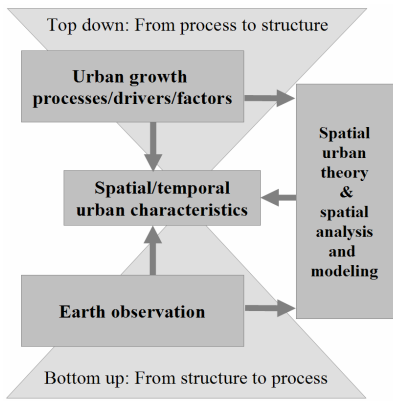 Top down: From process to structure
Urban growth
processes/drivers/factors
Spatial
urban
theory
&
spatial
analysis
and
modeling
Spatial/temporal
urban characteristics
Earth observation
Bottom up: From structure to process